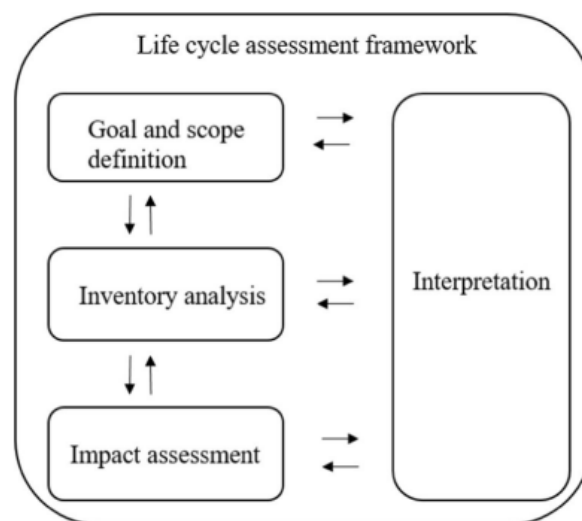 Life cycle assessment framework
Goal and scope
definition
Inventory analysis
Interpretation
Impact assessment